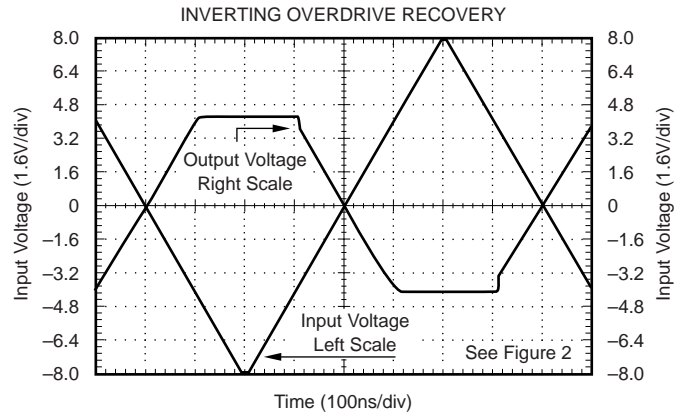 INVERTING OVERDRIVE RECOVERY
8.0
6.4
4.8
3.2
1.6
0
–1.6
–3.2
–4.8
–6.4
–8.0
Input Voltage (1.6V/div)
Output Voltage
Right Scale
Input Voltage
Left Scale
See Figure 2
8.0
6.4
4.8
3.2
1.6
0
–1.6
–3.2
–4.8
–6.4
–8.0
Input Voltage (1.6V/div)
Time (100ns/div)